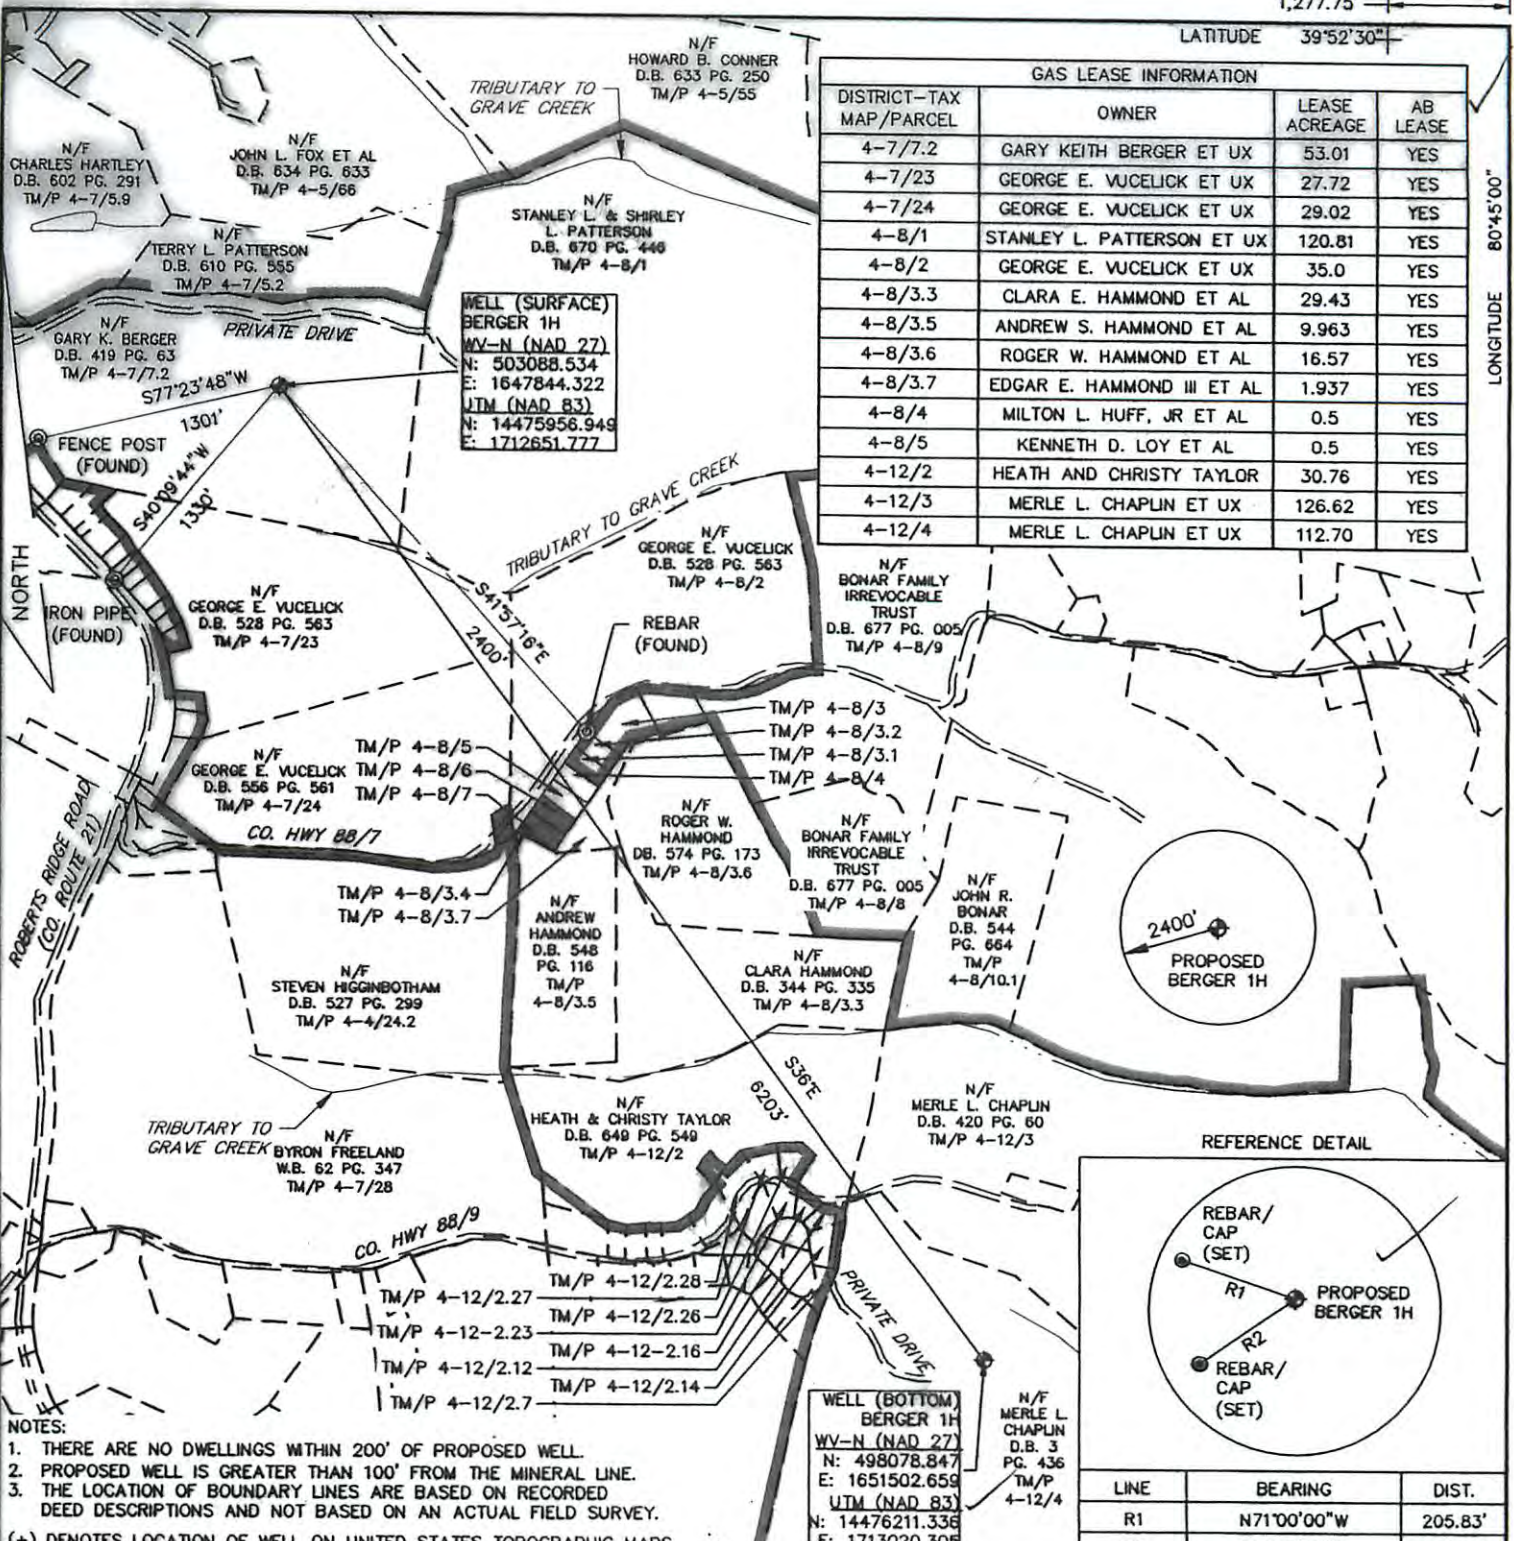 1,277.75
LATITUDE 39°52'30"
LONGITUDE 80°45'00"
N/F
HOWARD B. CONNER
D.B. 633 PG. 250
TM/P 4-5/55
TRIBUTARY TO
GRAVE CREEK
N/F
CHARLES HARTLEY
D.B. 602 PG. 291
TM/P 4-7/5.9
N/F
JOHN L. FOX ET AL
D.B. 634 PG. 633
TM/P 4-5/66
N/F
STANLEY L. & SHIRLEY
L. PATTERSON
D.B. 670 PG. 446
TM/P 4-8/1
N/F
TERRY L. PATTERSON
D.B. 610 PG. 555
TM/P 4-7/5.2
GAS LEASE INFORMATION
DISTRICT-TAX MAP/PARCEL OWNER LEASE ACREAGE AB LEASE
4-7/7.2 GARY KEITH BERGER ET UX 53.01 YES
4-7/23 GEORGE E. VUCELICK ET UX 27.72 YES
4-7/24 GEORGE E. VUCELICK ET UX 29.02 YES
4-8/1 STANLEY L. PATTERSON ET UX 120.81 YES
4-8/2 GEORGE E. VUCELICK ET UX 35.0 YES
4-8/3.3 CLARA E. HAMMOND ET AL 29.43 YES
4-8/3.5 ANDREW S. HAMMOND ET AL 9.963 YES
4-8/3.6 ROGER W. HAMMOND ET AL 16.57 YES
4-8/3.7 EDGAR E. HAMMOND III ET AL 1.937 YES
4-8/4 MILTON L. HUFF, JR ET AL 0.5 YES
4-8/5 KENNETH D. LOY ET AL 0.5 YES
4-12/2 HEATH AND CHRISTY TAYLOR 30.76 YES
4-12/3 MERLE L. CHAPLIN ET UX 126.62 YES
4-12/4 MERLE L. CHAPLIN ET UX 112.70 YES
N/F
GARY K. BERGER
D.B. 419 PG. 63
TM/P 4-7/7.2
PRIVATE DRIVE
WELL (SURFACE)
BERGER 1H
WV-N (NAD 27)
N: 503088.534
E: 1647844.322
UTM (NAD 83)
N: 14475956.949
E: 1712651.777
S77°23'48"W
1301'
FENCE POST
(FOUND)
S40°09'44"W
1330'
NORTH
IRON PIPE
(FOUND)
N/F
GEORGE E. VUCELICK
D.B. 528 PG. 563
TM/P 4-7/23
TRIBUTARY TO GRAVE CREEK
N/F
GEORGE E. VUCELICK
D.B. 528 PG. 563
TM/P 4-8/2
S41°57'16"E
2400'
REBAR
(FOUND)
N/F
BONAR FAMILY
IRREVOCABLE
TRUST
D.B. 677 PG. 005
TM/P 4-8/9
N/F
GEORGE E. VUCELICK
D.B. 556 PG. 561
TM/P 4-7/24
TM/P 4-8/5
TM/P 4-8/6
TM/P 4-8/7
TM/P 4-8/3
TM/P 4-8/3.2
TM/P 4-8/3.1
TM/P 4-8/4
CO. HWY 88/7
ROBERTS RIDGE ROAD
(CO. ROUTE 21)
TM/P 4-8/3.4
TM/P 4-8/3.7
N/F
ROGER W.
HAMMOND
DB. 574 PG. 173
TM/P 4-8/3.6
N/F
BONAR FAMILY
IRREVOCABLE
TRUST
D.B. 677 PG. 005
TM/P 4-8/8
N/F
JOHN R.
BONAR
D.B. 544
PG. 664
TM/P
4-8/10.1
2400'
PROPOSED
BERGER 1H
N/F
ANDREW
HAMMOND
D.B. 548
PG. 116
TM/P
4-8/3.5
N/F
STEVEN HIGGINBOTHAM
D.B. 527 PG. 299
TM/P 4-4/24.2
N/F
CLARA HAMMOND
D.B. 344 PG. 335
TM/P 4-8/3.3
S36°E
6203'
N/F
HEATH & CHRISTY TAYLOR
D.B. 649 PG. 549
TM/P 4-12/2
N/F
MERLE L. CHAPLIN
D.B. 420 PG. 60
TM/P 4-12/3
TRIBUTARY TO
GRAVE CREEK
N/F
BYRON FREELAND
W.B. 62 PG. 347
TM/P 4-7/28
CO. HWY 88/9
TM/P 4-12/2.28
TM/P 4-12/2.27
TM/P 4-12/2.26
TM/P 4-12-2.23
TM/P 4-12-2.16
TM/P 4-12/2.12
TM/P 4-12/2.14
TM/P 4-12/2.7
PRIVATE DRIVE
WELL (BOTTOM)
BERGER 1H
WV-N (NAD 27)
N: 498078.847
E: 1651502.659
UTM (NAD 83)
N: 14476211.336
E: 1713020.305
N/F
MERLE L.
CHAPLIN
D.B. 3
PG. 436
TM/P
4-12/4
REFERENCE DETAIL
REBAR/
CAP
(SET)
R1
PROPOSED
BERGER 1H
R2
REBAR/
CAP
(SET)
LINE BEARING DIST.
R1 N71°00'00"W 205.83'
NOTES:
1. THERE ARE NO DWELLINGS WITHIN 200' OF PROPOSED WELL.
2. PROPOSED WELL IS GREATER THAN 100' FROM THE MINERAL LINE.
3. THE LOCATION OF BOUNDARY LINES ARE BASED ON RECORDED
DEED DESCRIPTIONS AND NOT BASED ON AN ACTUAL FIELD SURVEY.
(+) DENOTES LOCATION OF WELL ON UNITED STATES TOPOGRAPHIC MAPS